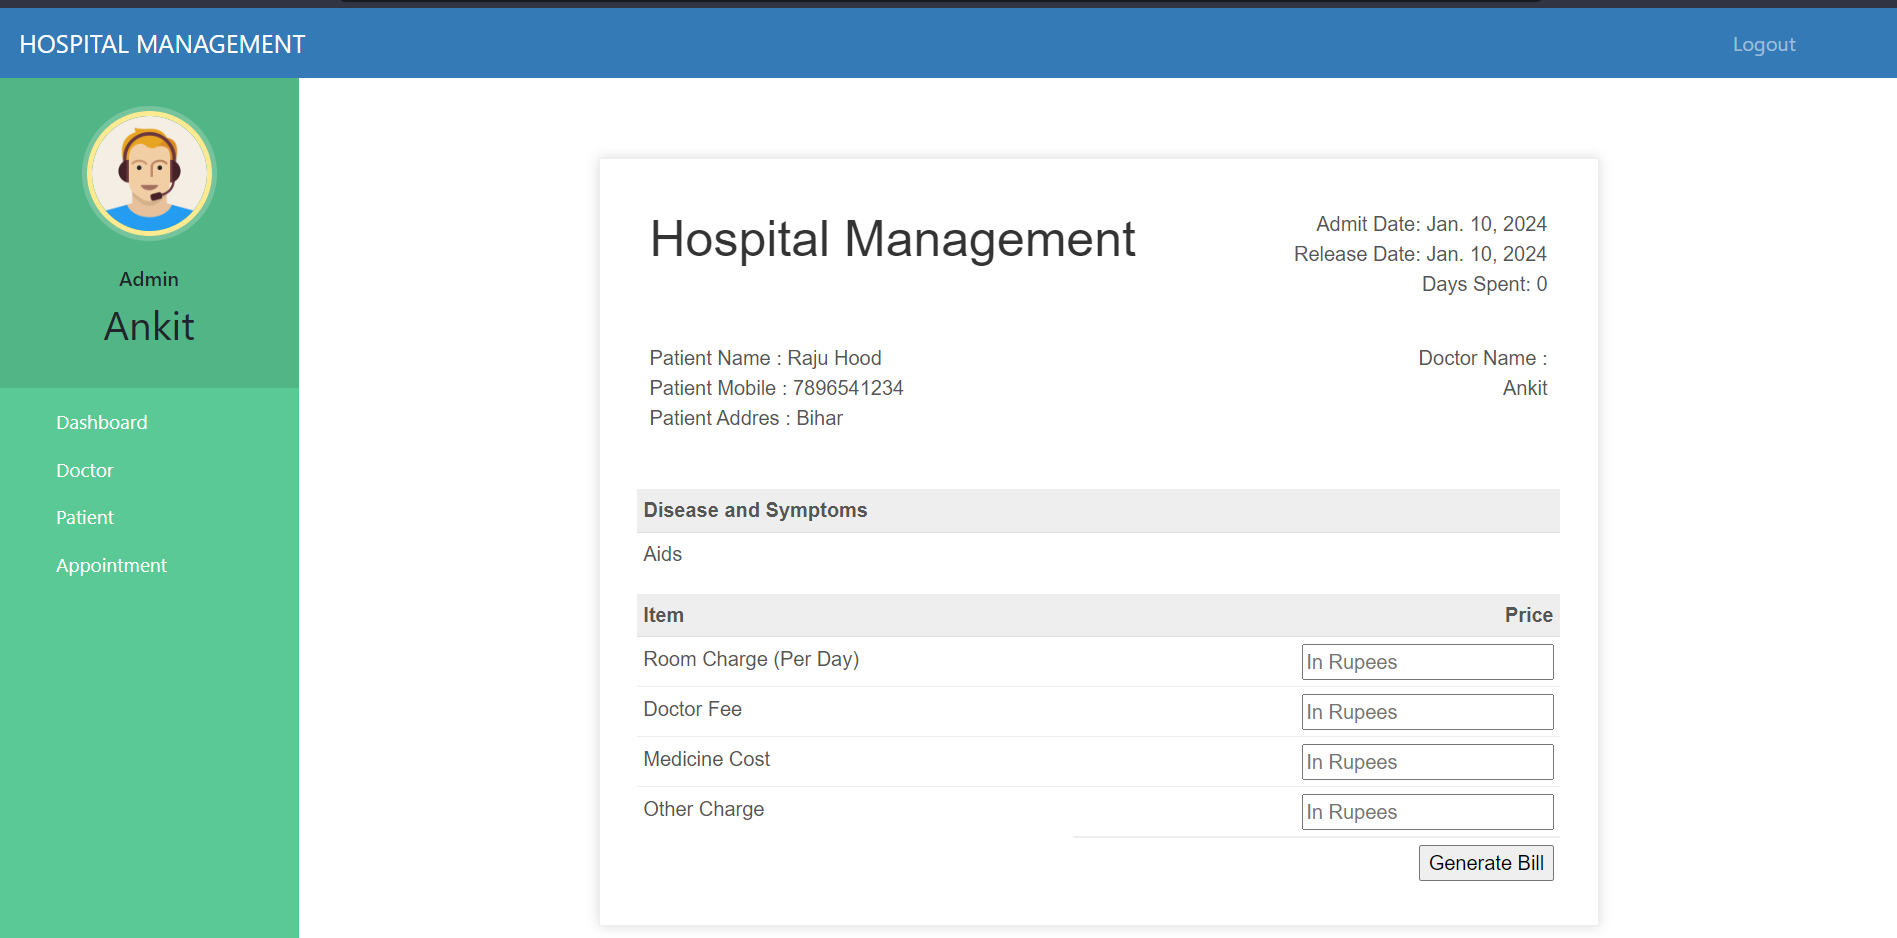 HOSPITAL MANAGEMENT
Logout
Admin
Ankit
Dashboard
Doctor
Patient
Appointment
Hospital Management
Admit Date: Jan. 10, 2024
Release Date: Jan. 10, 2024
Days Spent: 0
Patient Name : Raju Hood
Patient Mobile : 7896541234
Patient Addres : Bihar
Doctor Name :
Ankit
Disease and Symptoms
Aids
Item Price
Room Charge (Per Day) In Rupees
Doctor Fee In Rupees
Medicine Cost In Rupees
Other Charge In Rupees
Generate Bill